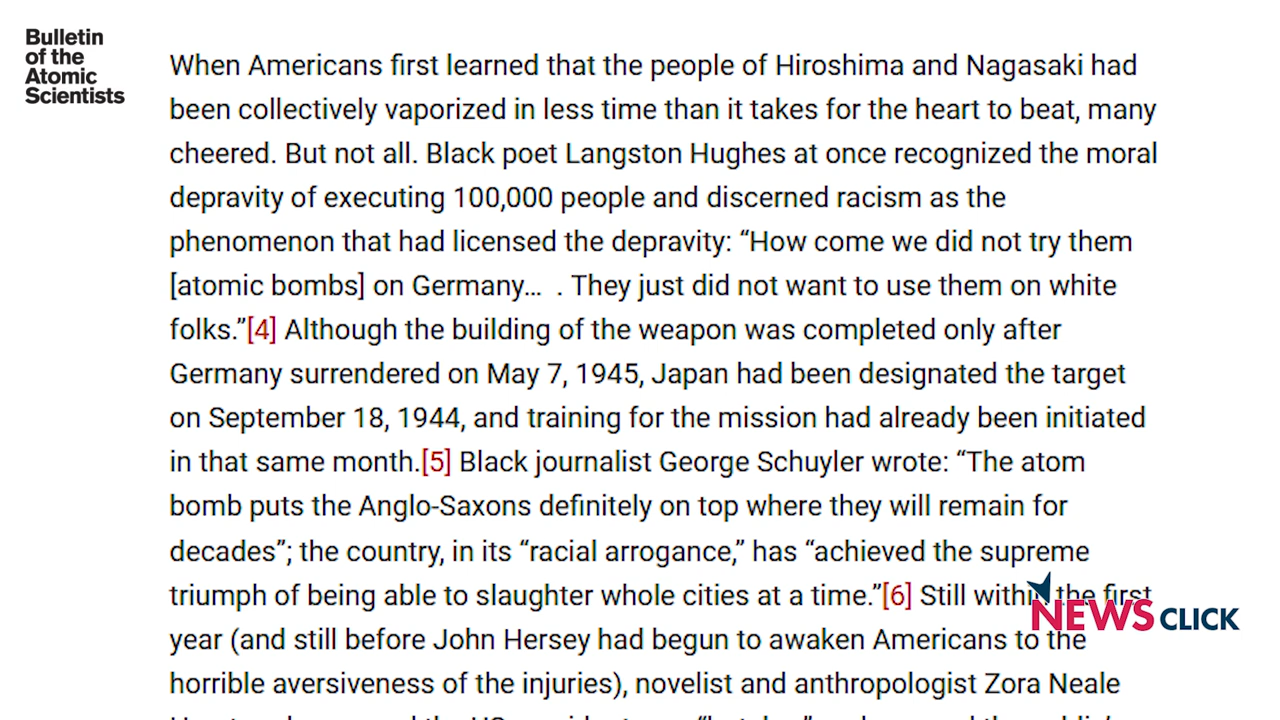 Bulletin
of the
Atomic
Scientists
When Americans first learned that the people of Hiroshima and Nagasaki had
been collectively vaporized in less time than it takes for the heart to beat, many
cheered. But not all. Black poet Langston Hughes at once recognized the moral
depravity of executing 100,000 people and discerned racism as the
phenomenon that had licensed the depravity: “How come we did not try them
[atomic bombs] on Germany… . They just did not want to use them on white
folks.”[4] Although the building of the weapon was completed only after
Germany surrendered on May 7, 1945, Japan had been designated the target
on September 18, 1944, and training for the mission had already been initiated
in that same month.[5] Black journalist George Schuyler wrote: “The atom
bomb puts the Anglo-Saxons definitely on top where they will remain for
decades”; the country, in its “racial arrogance,” has “achieved the supreme
triumph of being able to slaughter whole cities at a time.”[6] Still within the first
year (and still before John Hersey had begun to awaken Americans to the
horrible aversiveness of the injuries), novelist and anthropologist Zora Neale
NEWSCLICK